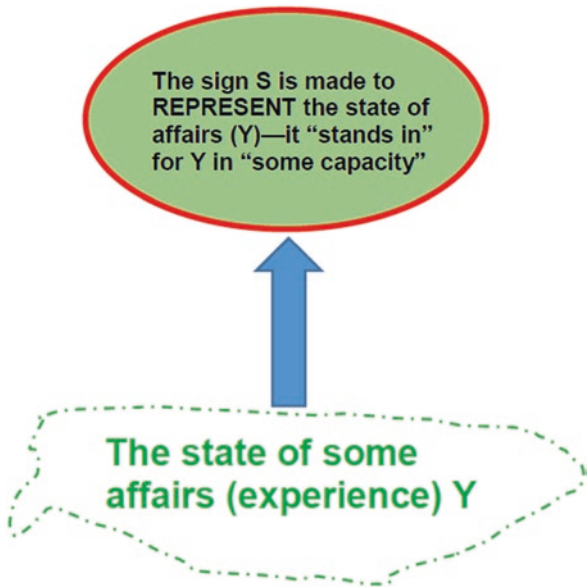 The sign S is made to
REPRESENT the state of
affairs (Y)—it “stands in”
for Y in “some capacity”
The state of some
affairs (experience) Y